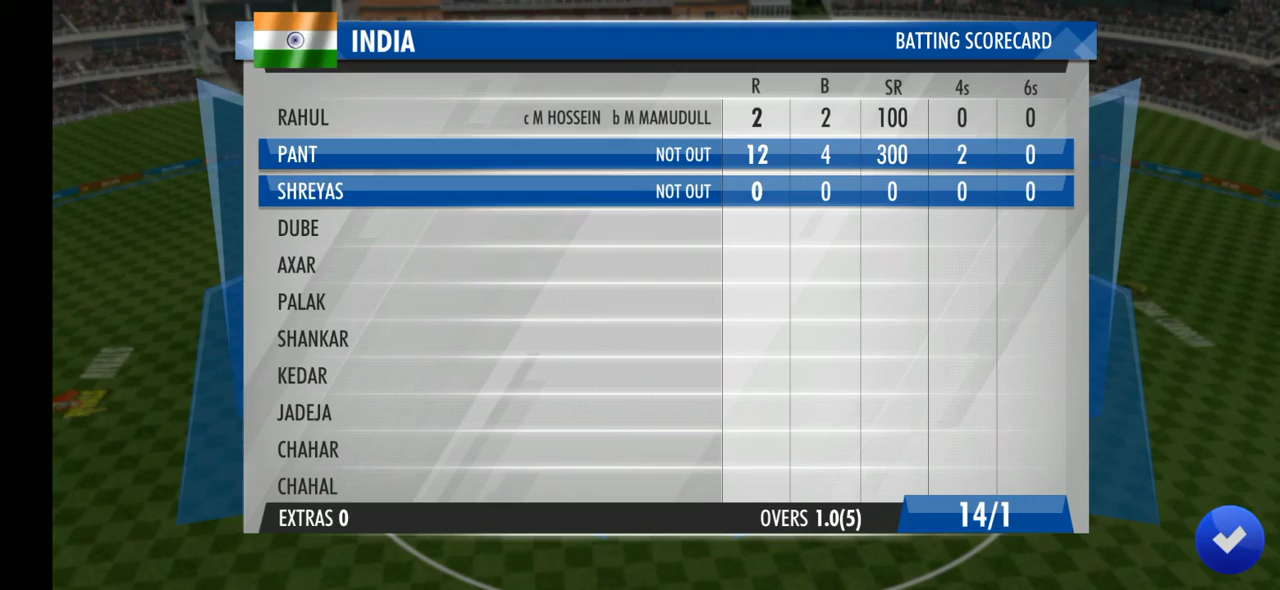 INDIA BATTING SCORECARD
R B SR 4s 6s
RAHUL c M HOSSEIN b M MAMUDULL 2 2 100 0 0
PANT NOT OUT 12 4 300 2 0
SHREYAS NOT OUT 0 0 0 0 0
DUBE
AXAR
PALAK
SHANKAR
KEDAR
JADEJA
CHAHAR
CHAHAL
EXTRAS 0 OVERS 1.0(5) 14/1